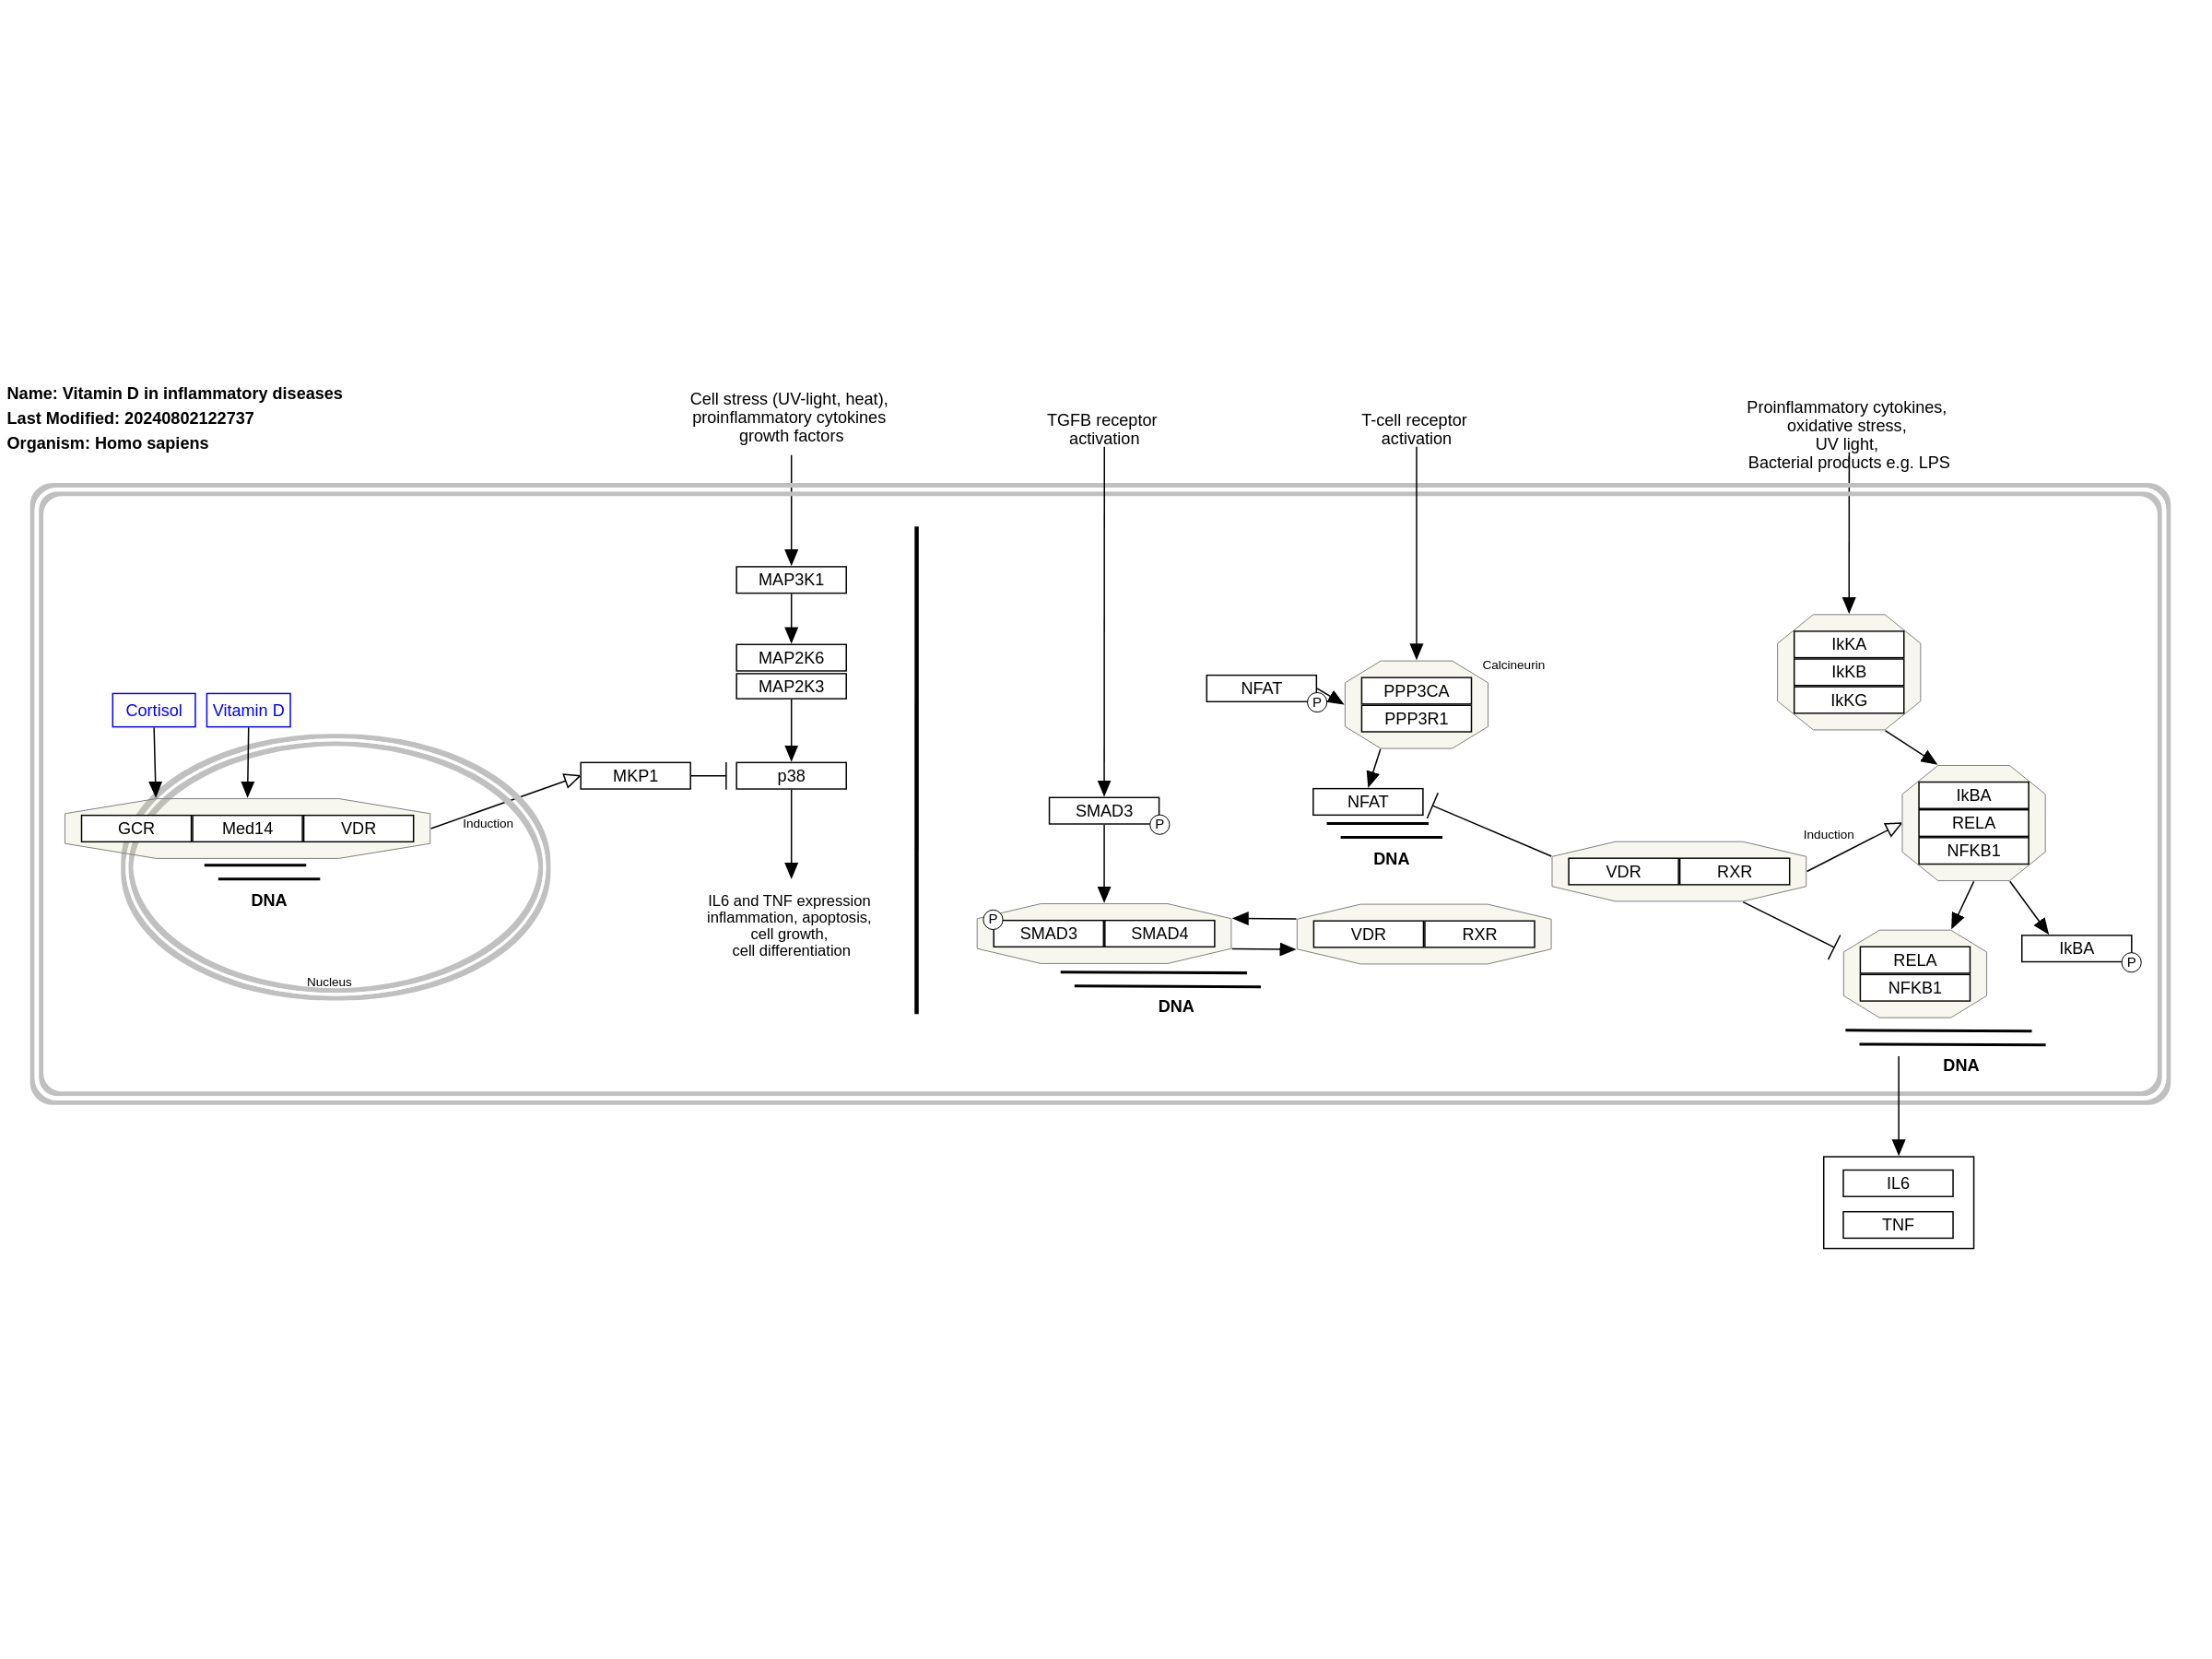 Name: Vitamin D in inflammatory diseases
Last Modified: 20240802122737
Organism: Homo sapiens
Cell stress (UV-light, heat),
proinflammatory cytokines
growth factors
TGFB receptor
activation
T-cell receptor
activation
Proinflammatory cytokines,
oxidative stress,
UV light,
Bacterial products e.g. LPS
MAP3K1
MAP2K6
MAP2K3
Cortisol
Vitamin D
GCR
Med14
VDR
DNA
Nucleus
Induction
MKP1
p38
IL6 and TNF expression
inflammation, apoptosis,
cell growth,
cell differentiation
SMAD3
P
P
SMAD3
SMAD4
DNA
VDR
RXR
NFAT
P
Calcineurin
PPP3CA
PPP3R1
NFAT
DNA
VDR
RXR
Induction
IkKA
IkKB
IkKG
IkBA
RELA
NFKB1
RELA
NFKB1
IkBA
P
DNA
IL6
TNF